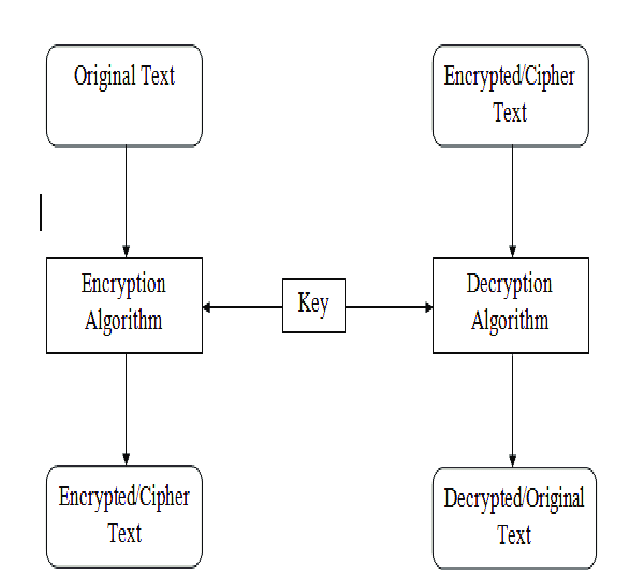 Original Text
Encrypted/Cipher
Text
Encryption
Algorithm
Key
Decryption
Algorithm
Encrypted/Cipher
Text
Decrypted/Original
Text